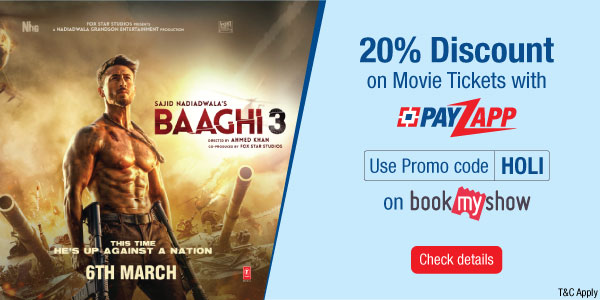 Nhg
FOX STAR STUDIOS PRESENTS
A NADIADWALA GRANDSON ENTERTAINMENT PRODUCTION
SAJID NADIADWALA'S
BAAGHI 3
DIRECTED BY AHMED KHAN
CO-PRODUCED BY FOX STAR STUDIOS
THIS TIME
HE'S UP AGAINST A NATION
6TH MARCH
T
20% Discount
on Movie Tickets with
PAYZAPP
Use Promo code HOLI
on bookmyshow
Check details
T&C Apply